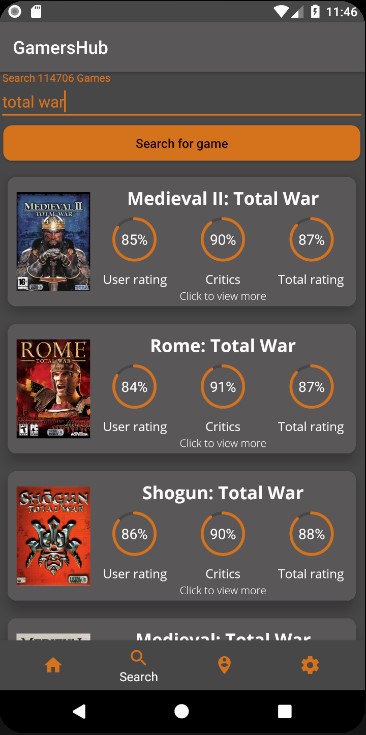 11:46
GamersHub
Search 114706 Games
total war
Search for game
Medieval II: Total War
MEDIEVAL II
TOTAL WAR
85%
90%
87%
User rating
Critics
Total rating
Click to view more
Rome: Total War
ROME
TOTAL WAR
84%
91%
87%
User rating
Critics
Total rating
Click to view more
Shogun: Total War
SHOGUN
TOTAL WAR
86%
90%
88%
User rating
Critics
Total rating
Click to view more
Medieval: Total War
Search